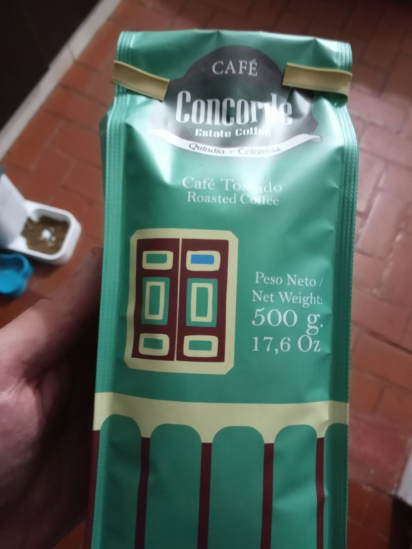 CAFÉ
Concorde
Estate Coffee
Quindío - Colombia
Café Tostado
Roasted Coffee
Peso Neto /
Net Weight:
500 g.
17,6 Oz